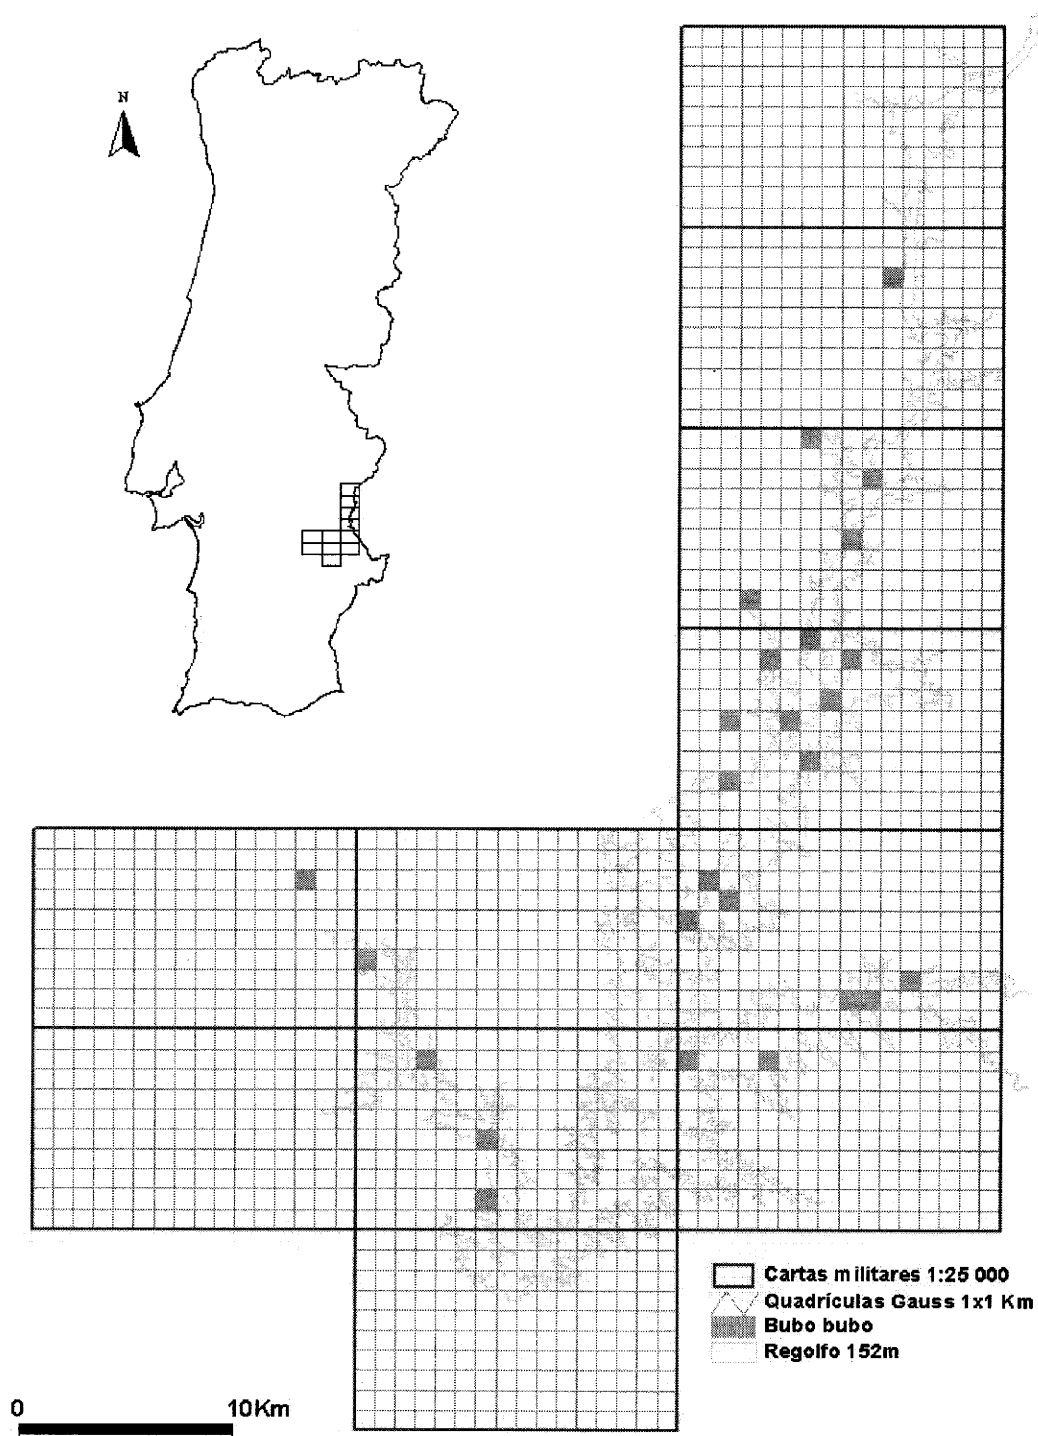 N
Cartas militares 1:25 000
Quadrículas Gauss 1x1 Km
Bubo bubo
Regolfo 152m
0 10Km